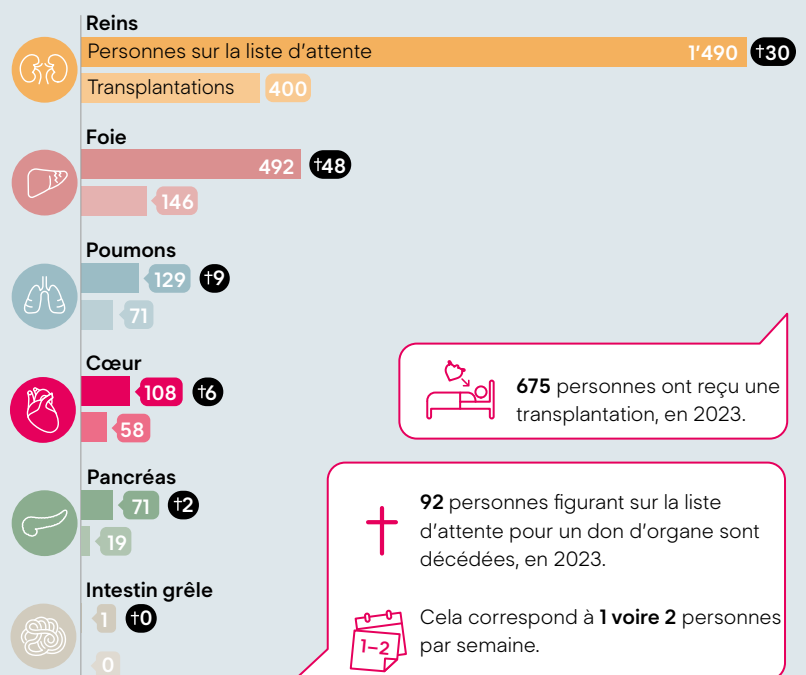 Reins
Personnes sur la liste d'attente 1'490 †30
Transplantations 400
Foie
492 †48
146
Poumons
129 †9
71
Cœur
108 †6
58
675 personnes ont reçu une
transplantation, en 2023.
Pancréas
71 †2
19
92 personnes figurant sur la liste
d'attente pour un don d'organe sont
décédées, en 2023.
Intestin grêle
1 †0
0
1–2
Cela correspond à 1 voire 2 personnes
par semaine.